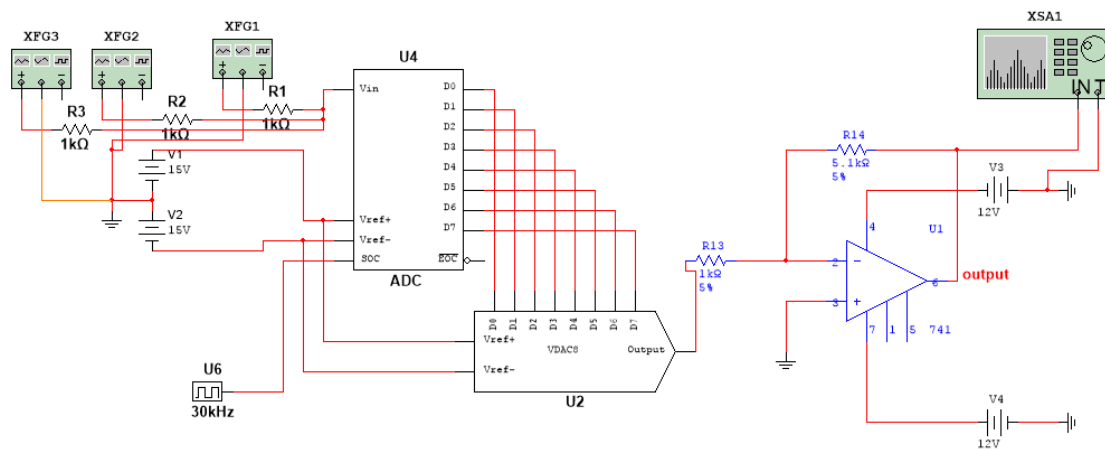 XFG3
XFG2
XFG1
XSA1
+ −
+ −
+ −
IN T
R3
1kΩ
R2
1kΩ
R1
1kΩ
V1
15V
V2
15V
U4
Vin
Vref+
Vref-
SOC
D0
D1
D2
D3
D4
D5
D6
D7
EOC
ADC
U6
30kHz
D0 D1 D2 D3 D4 D5 D6 D7
Vref+
Vref-
VDAC8
Output
U2
R13
1kΩ
5%
R14
5.1kΩ
5%
V3
12V
4
U1
2
−
3
+
6
output
7
1
5
741
V4
12V